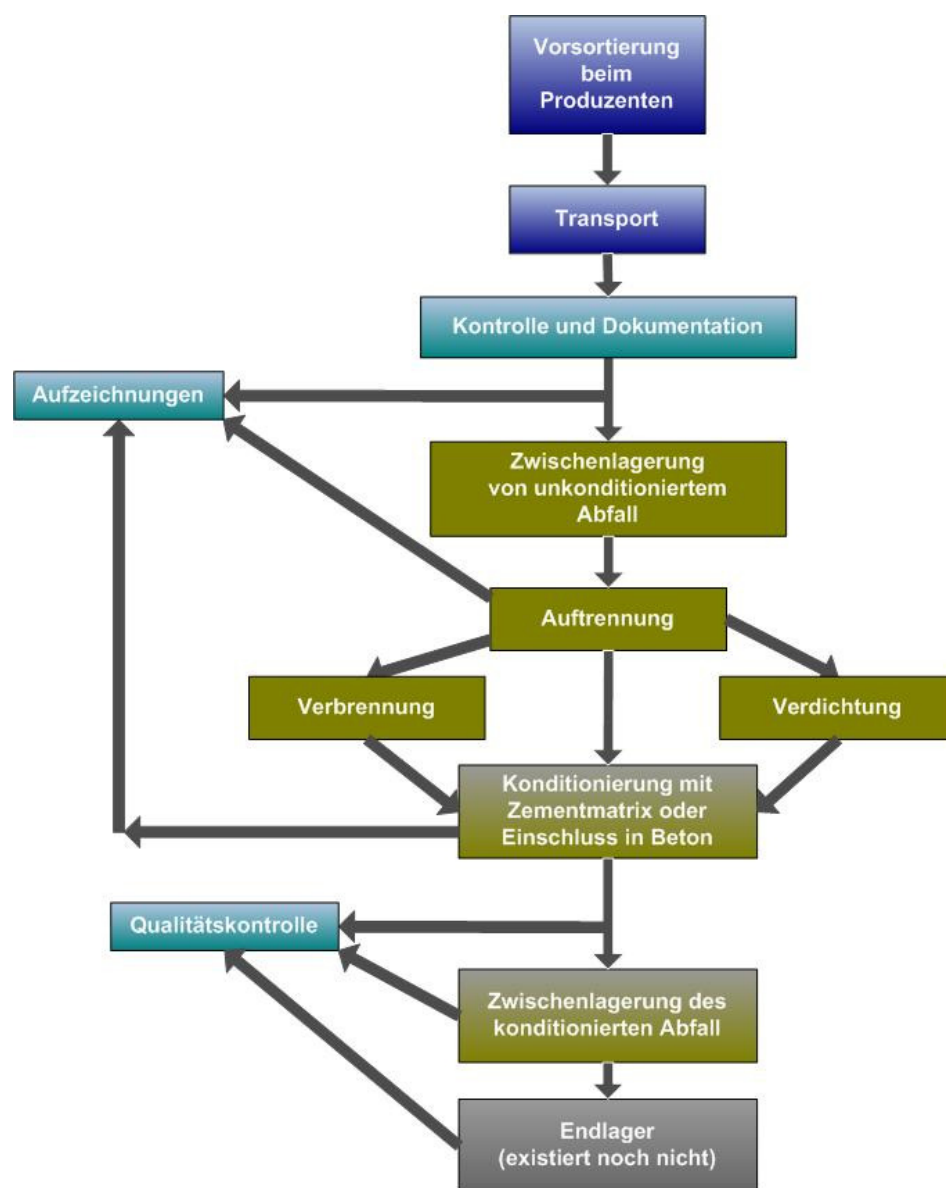 Vorsortierung
beim
Produzenten
Transport
Kontrolle und Dokumentation
Aufzeichnungen
Zwischenlagerung
von unkonditioniertem
Abfall
Auftrennung
Verbrennung
Verdichtung
Konditionierung mit
Zementmatrix oder
Einschluss in Beton
Qualitätskontrolle
Zwischenlagerung des
konditionierten Abfall
Endlager
(existiert noch nicht)